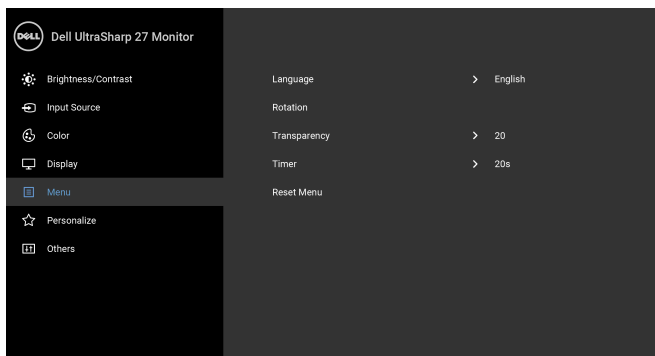 DELL Dell UltraSharp 27 Monitor
Brightness/Contrast
Input Source
Color
Display
Menu
Personalize
Others
Language > English
Rotation
Transparency > 20
Timer > 20s
Reset Menu